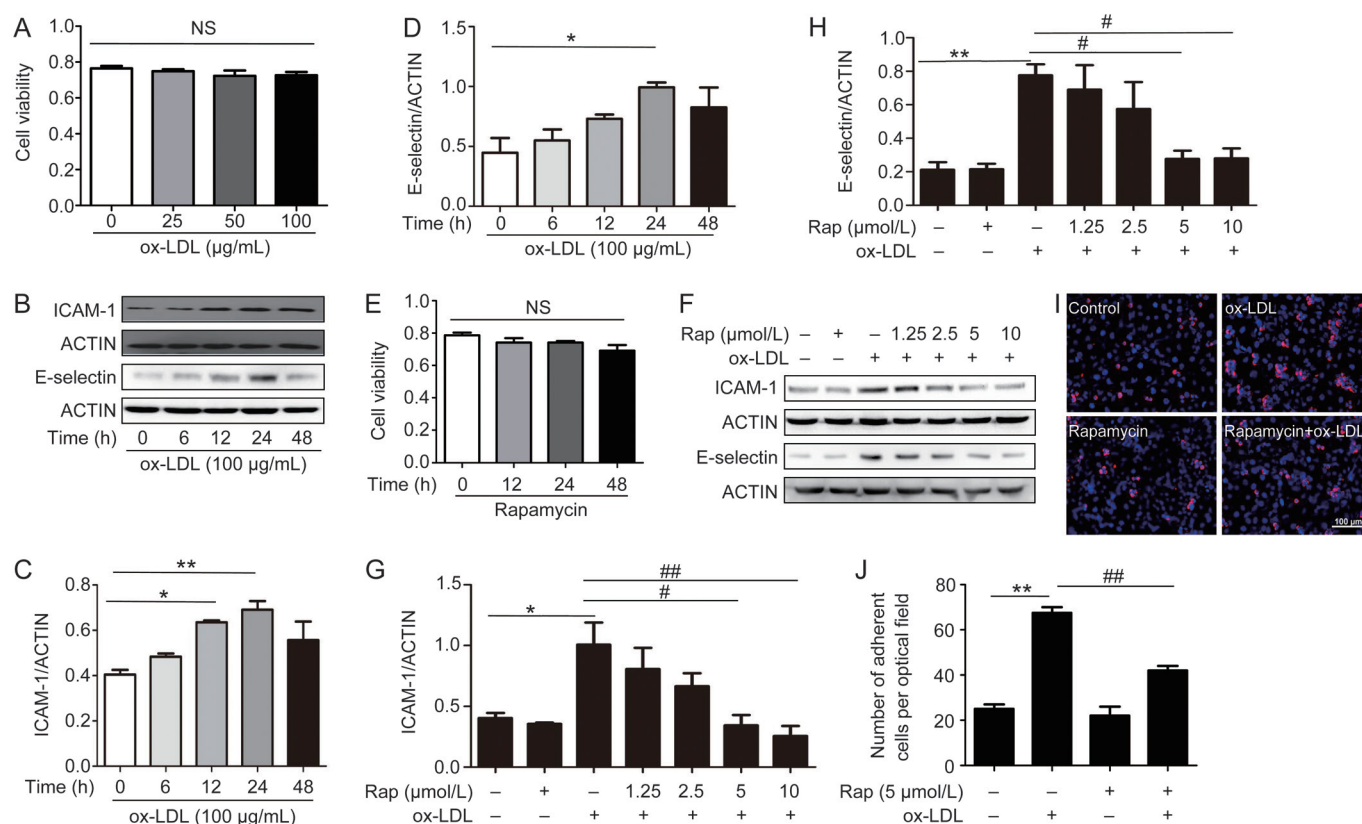 A
NS
Cell viability
1.0
0.8
0.6
0.4
0.2
0.0
0 25 50 100
ox-LDL (µg/mL)
B
ICAM-1
ACTIN
E-selectin
ACTIN
Time (h) 0 6 12 24 48
ox-LDL (100 µg/mL)
C
**
*
ICAM-1/ACTIN
0.8
0.6
0.4
0.2
0.0
Time (h) 0 6 12 24 48
ox-LDL (100 µg/mL)
D
*
E-selectin/ACTIN
1.5
1.0
0.5
0.0
Time (h) 0 6 12 24 48
ox-LDL (100 µg/mL)
E
NS
Cell viability
1.0
0.8
0.6
0.4
0.2
0.0
Time (h) 0 12 24 48
Rapamycin
F
Rap (µmol/L) – + – 1.25 2.5 5 10
ox-LDL – – + + + + +
ICAM-1
ACTIN
E-selectin
ACTIN
G
##
#
*
ICAM-1/ACTIN
1.5
1.0
0.5
0.0
Rap (µmol/L) – + – 1.25 2.5 5 10
ox-LDL – – + + + + +
H
#
#
**
E-selectin/ACTIN
1.0
0.8
0.6
0.4
0.2
0.0
Rap (µmol/L) – + – 1.25 2.5 5 10
ox-LDL – – + + + + +
I
Control
ox-LDL
Rapamycin
Rapamycin+ox-LDL
100 µm
J
**
##
Number of adherent
cells per optical field
80
60
40
20
0
Rap (5 µmol/L) – – + +
ox-LDL – + – +